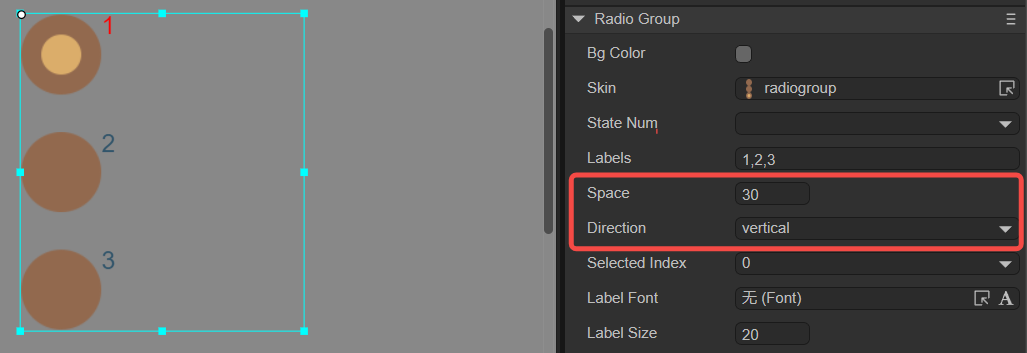 1
2
3
Radio Group
Bg Color
Skin radiogroup
State Num
Labels 1,2,3
Space 30
Direction vertical
Selected Index 0
Label Font 无 (Font) A
Label Size 20